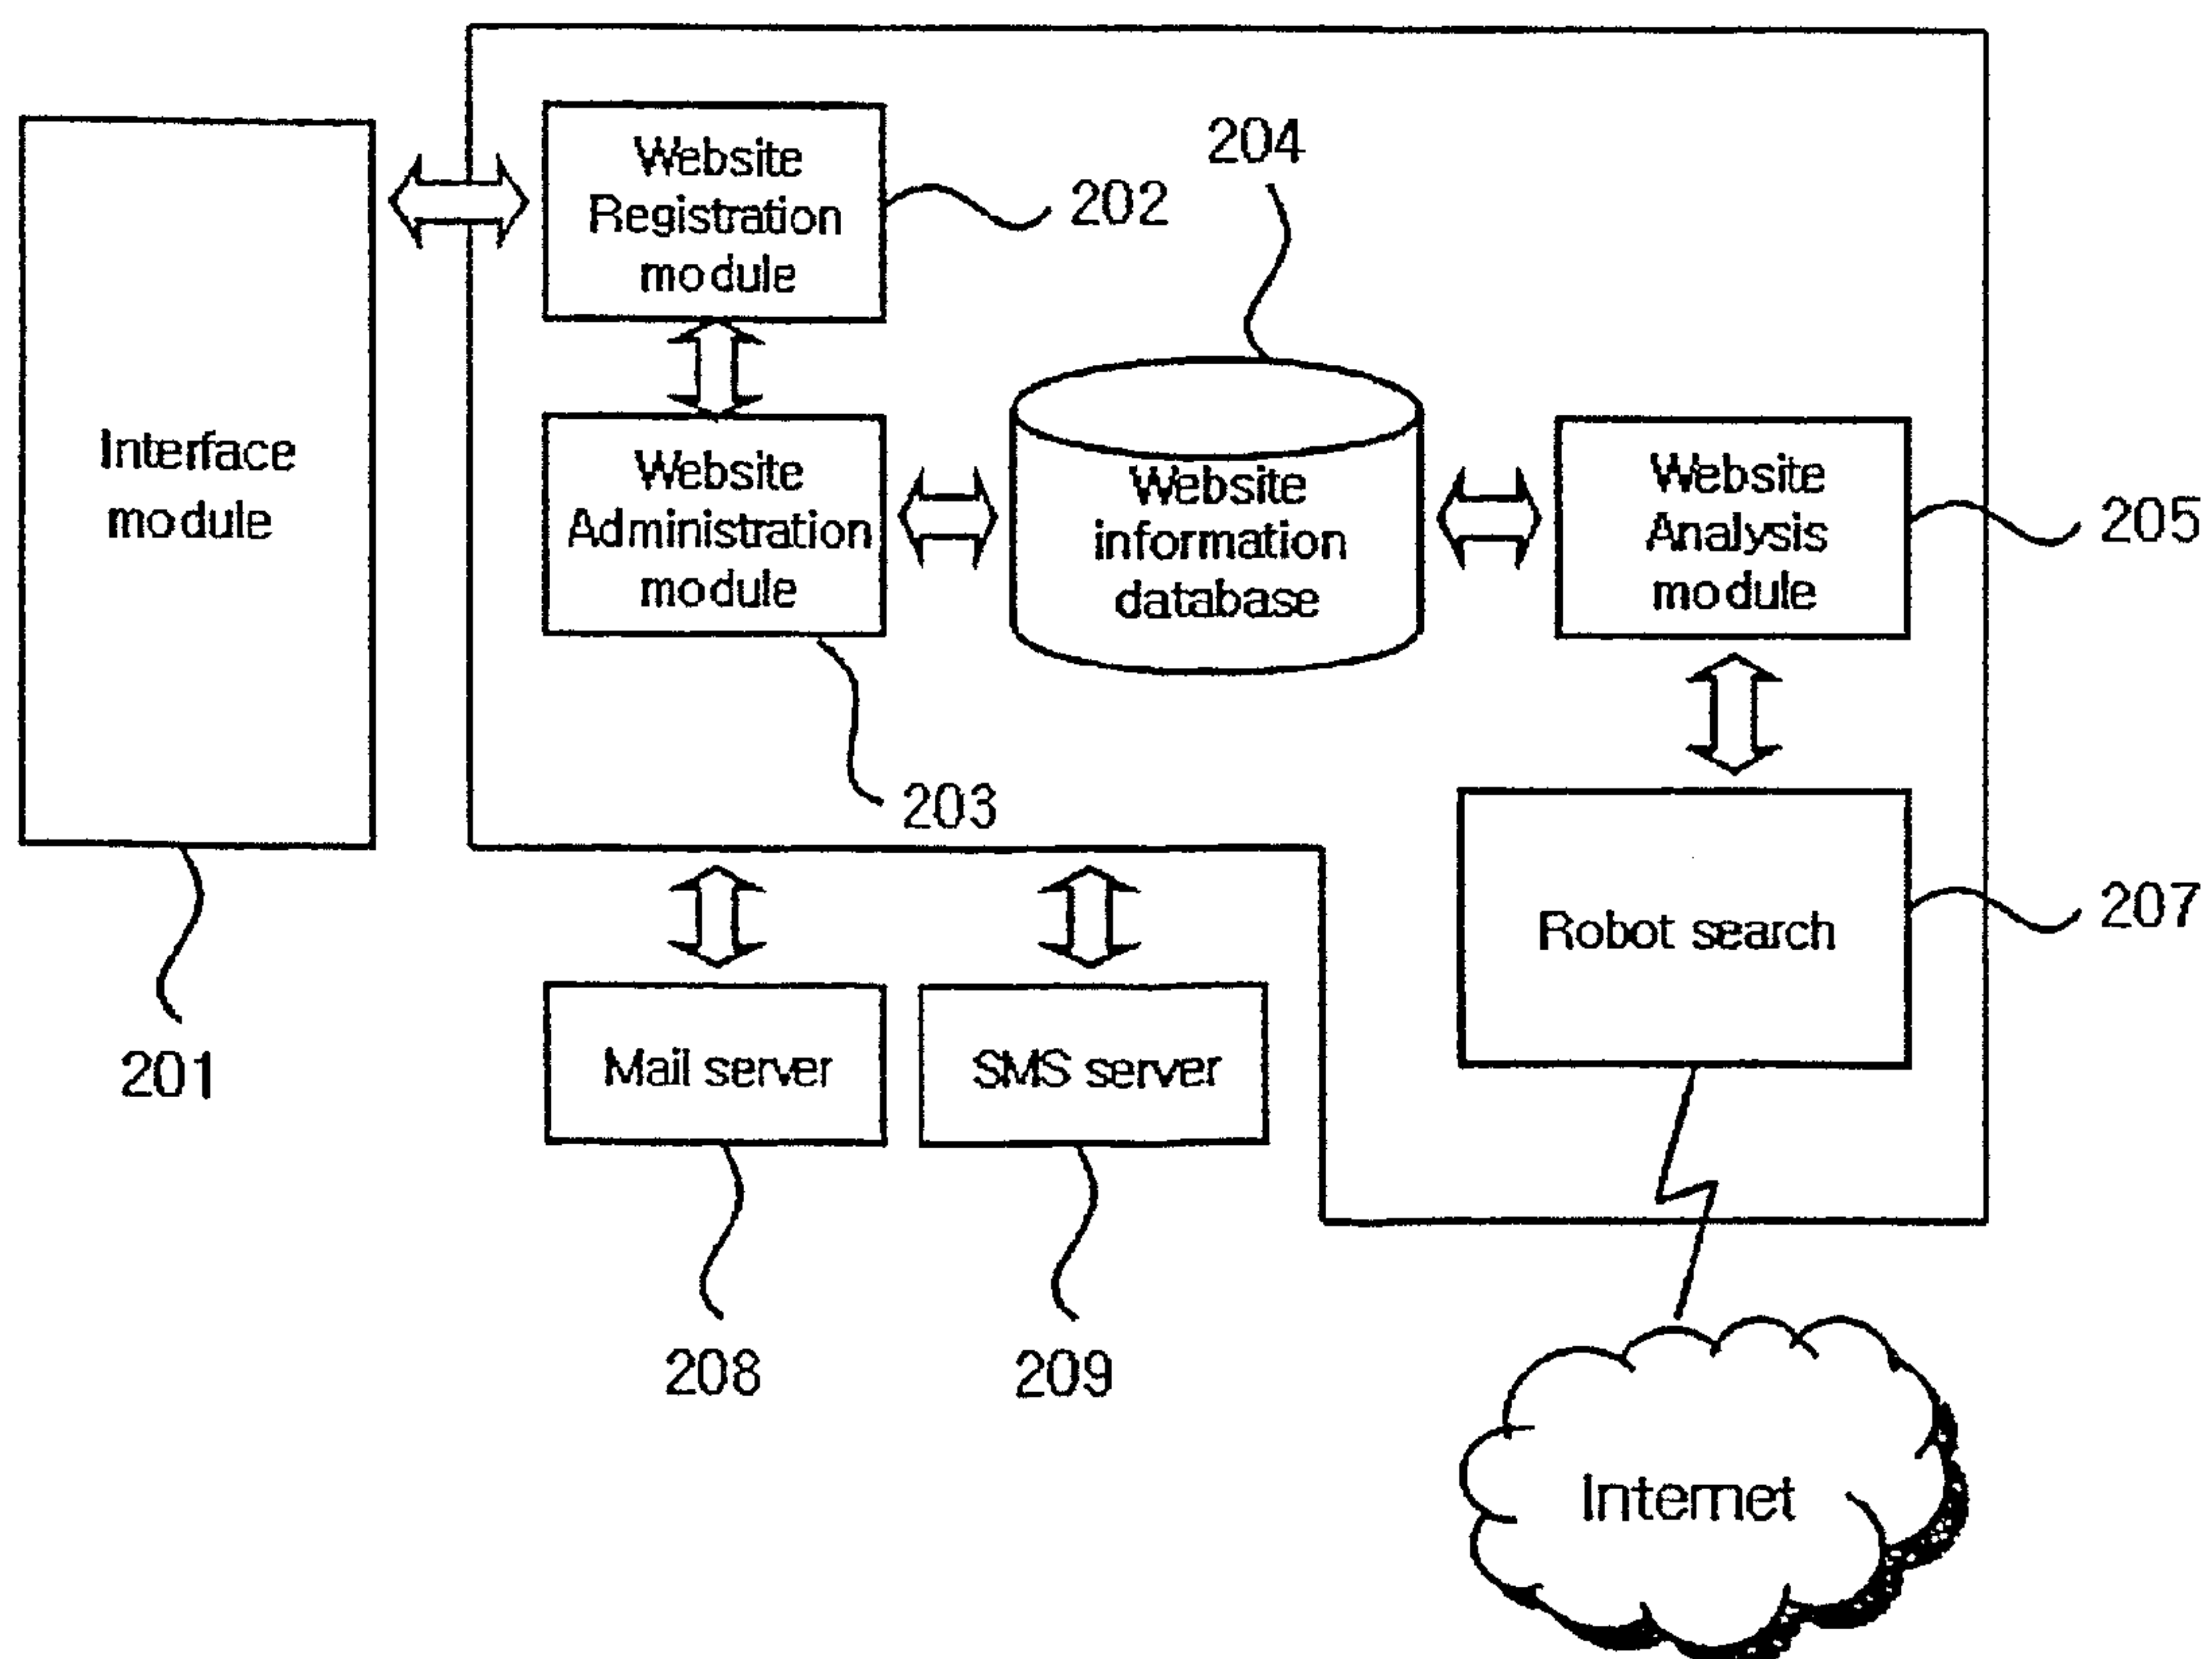 Website
Registration
module
202
204
Interface
module
Website
Administration
module
Website
information
database
Website
Analysis
module
205
203
201
Robot search
207
Mail server
SMS server
208
209
Internet